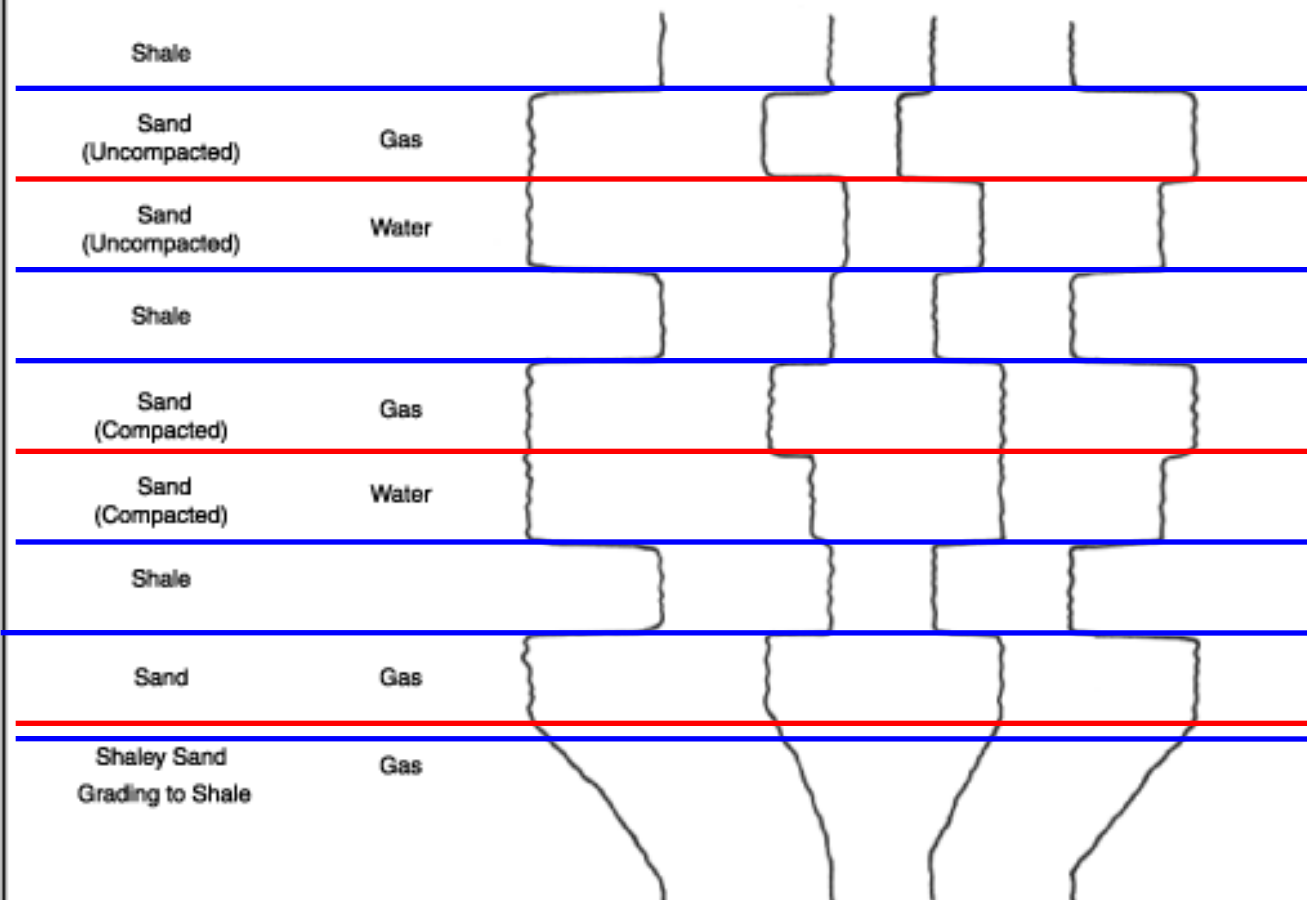 Shale
Sand
(Uncompacted)
Gas
Sand
(Uncompacted)
Water
Shale
Sand
(Compacted)
Gas
Sand
(Compacted)
Water
Shale
Sand
Gas
Shaley Sand
Grading to Shale
Gas